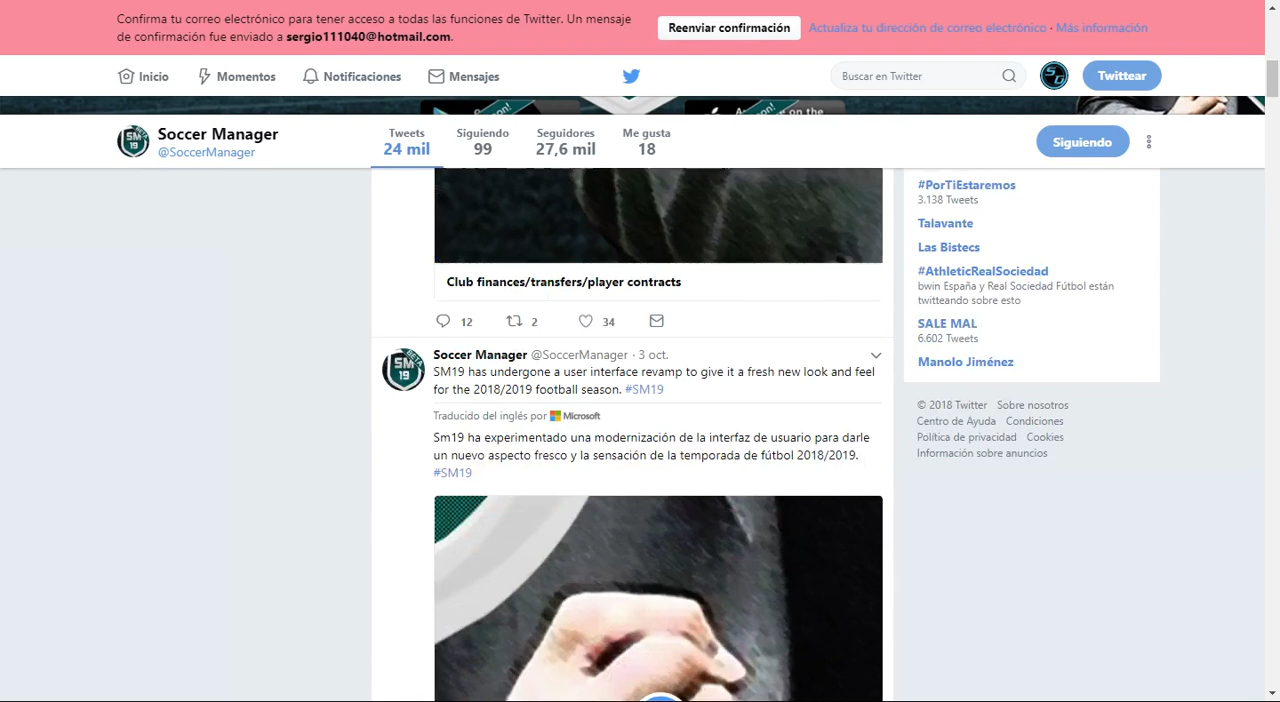 Confirma tu correo electrónico para tener acceso a todas las funciones de Twitter. Un mensaje
de confirmación fue enviado a sergio111040@hotmail.com.
Reenviar confirmación
Actualiza tu dirección de correo electrónico · Más información
Inicio
Momentos
Notificaciones
Mensajes
Buscar en Twitter
Twittear
Soccer Manager
@SoccerManager
Tweets
24 mil
Siguiendo
99
Seguidores
27,6 mil
Me gusta
18
Siguiendo
Club finances/transfers/player contracts
12
2
34
SM
19
Soccer Manager @SoccerManager · 3 oct.
SM19 has undergone a user interface revamp to give it a fresh new look and feel
for the 2018/2019 football season. #SM19
Traducido del inglés por Microsoft
Sm19 ha experimentado una modernización de la interfaz de usuario para darle
un nuevo aspecto fresco y la sensación de la temporada de fútbol 2018/2019.
#SM19
#PorTiEstaremos
3.138 Tweets
Talavante
Las Bistecs
#AthleticRealSociedad
bwin España y Real Sociedad Fútbol están
twitteando sobre esto
SALE MAL
6.602 Tweets
Manolo Jiménez
© 2018 Twitter Sobre nosotros
Centro de Ayuda Condiciones
Política de privacidad Cookies
Información sobre anuncios